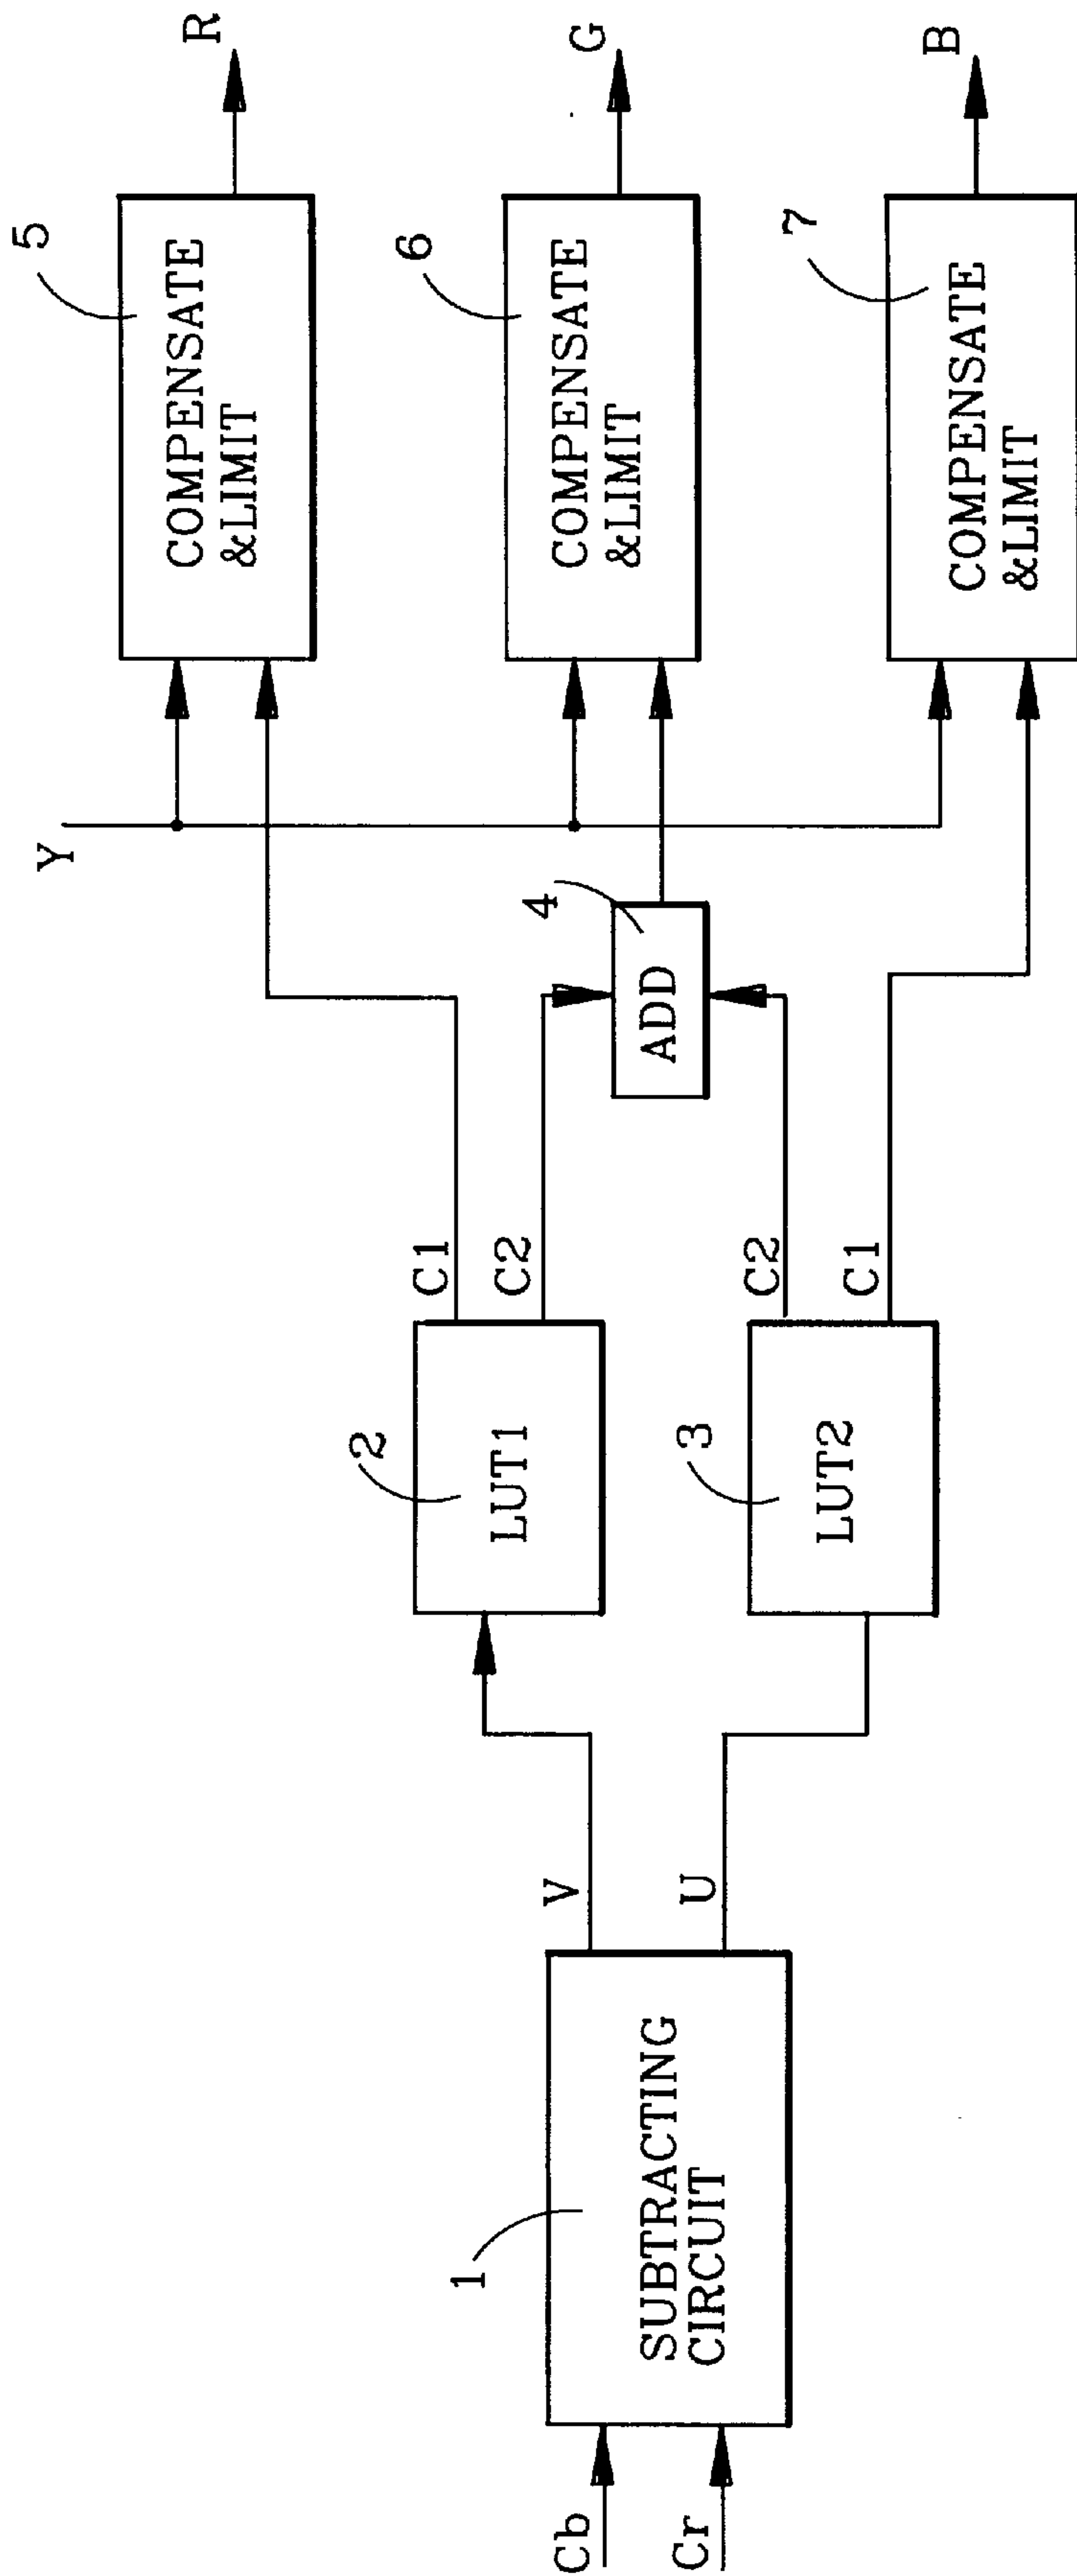 Cb
Cr
1
SUBTRACTING
CIRCUIT
V
U
2
LUT1
3
LUT2
C1
C2
C2
C1
4
ADD
Y
5
COMPENSATE
&LIMIT
6
COMPENSATE
&LIMIT
7
COMPENSATE
&LIMIT
R
G
B